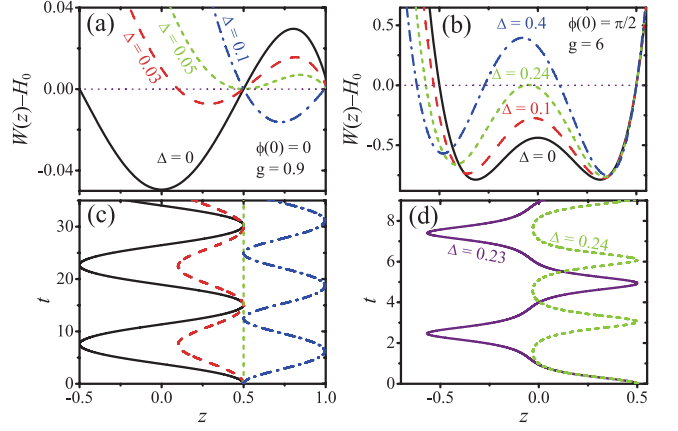 (a)
0.04
0.00
-0.04
W(z)–H₀
Δ = 0.03
Δ = 0.05
Δ = 0.1
Δ = 0
ϕ(0) = 0
g = 0.9
(b)
0.5
0.0
-0.5
W(z)–H₀
Δ = 0.4
ϕ(0) = π/2
g = 6
Δ = 0.24
Δ = 0.1
Δ = 0
(c)
30
20
10
0
t
-0.5
0.0
0.5
1.0
z
(d)
8
6
4
2
0
t
Δ = 0.23
Δ = 0.24
-0.5
0.0
0.5
z